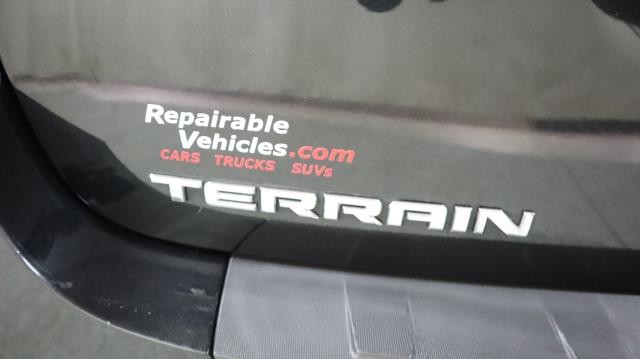 Repairable
Vehicles.com
CARS TRUCKS SUVs
TERRAIN